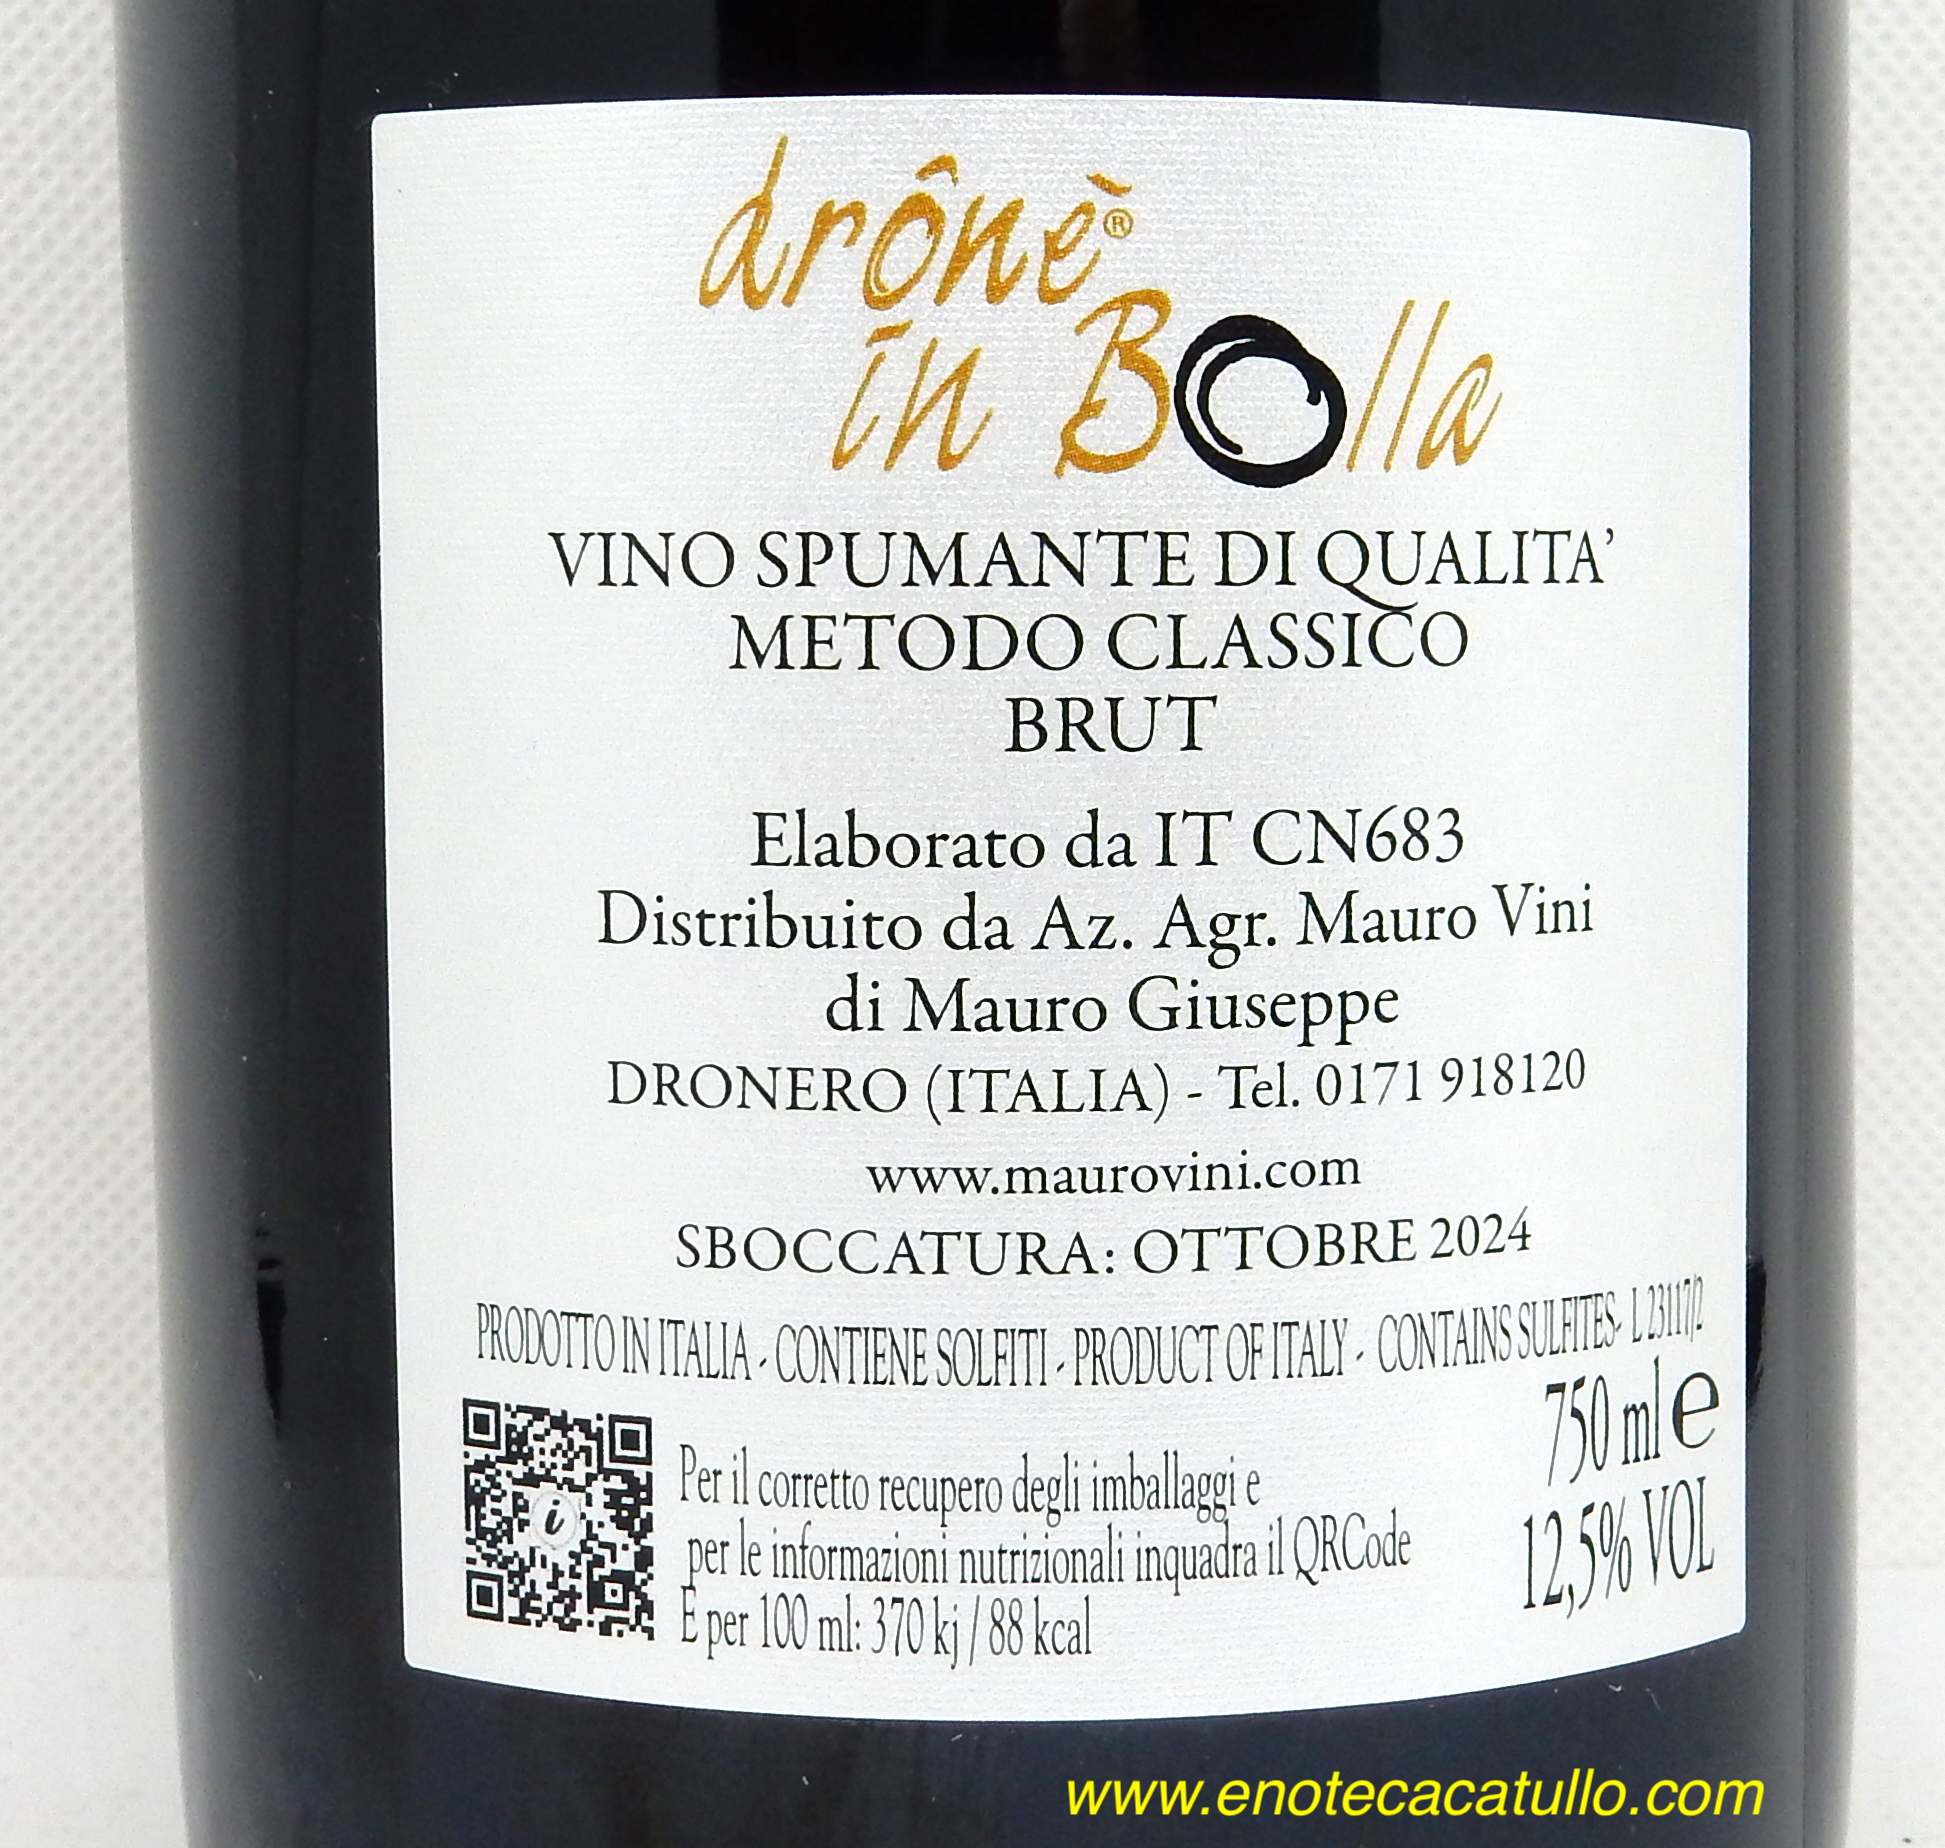 drônè®
in Bolla
VINO SPUMANTE DI QUALITA'
METODO CLASSICO
BRUT
Elaborato da IT CN683
Distribuito da Az. Agr. Mauro Vini
di Mauro Giuseppe
DRONERO (ITALIA) - Tel. 0171 918120
www.maurovini.com
SBOCCATURA: OTTOBRE 2024
PRODOTTO IN ITALIA - CONTIENE SOLFITI - PRODUCT OF ITALY - CONTAINS SULFITES- L 23117/2
750 ml e
Per il corretto recupero degli imballaggi e
per le informazioni nutrizionali inquadra il QRCode
E per 100 ml: 370 kj / 88 kcal
12,5% VOL
i
www.enotecacatullo.com